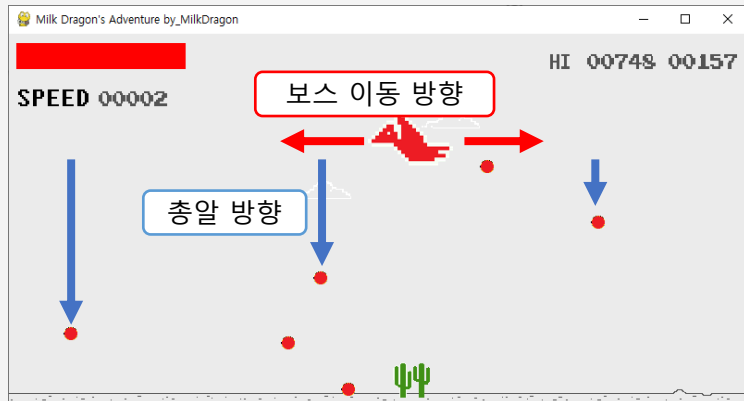 Milk Dragon's Adventure by_MilkDragon
HI 00748 00157
SPEED 00002
보스 이동 방향
총알 방향